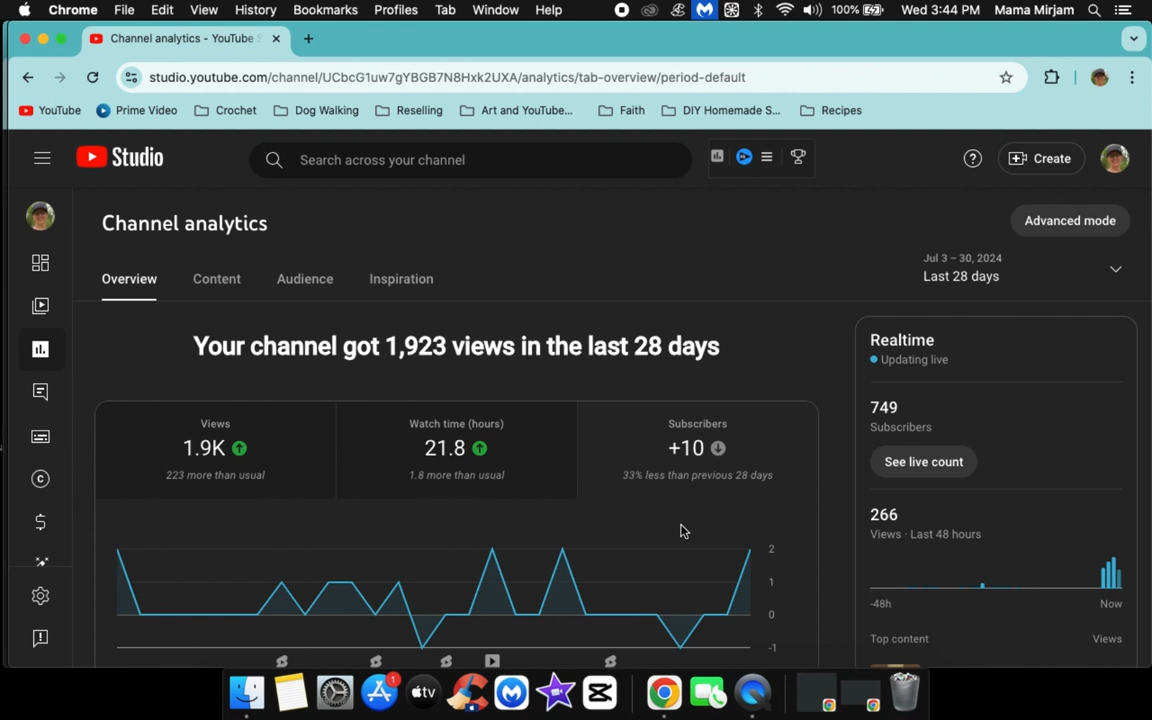 Chrome File Edit View History Bookmarks Profiles Tab Window Help 100% Wed 3:44 PM Mama Mirjam
Channel analytics - YouTube S
studio.youtube.com/channel/UCbcG1uw7gYBGB7N8Hxk2UXA/analytics/tab-overview/period-default
YouTube Prime Video Crochet Dog Walking Reselling Art and YouTube... Faith DIY Homemade S... Recipes
Studio Search across your channel Create
Channel analytics
Advanced mode
Overview Content Audience Inspiration
Jul 3 – 30, 2024
Last 28 days
Your channel got 1,923 views in the last 28 days
Views
1.9K
223 more than usual
Watch time (hours)
21.8
1.8 more than usual
Subscribers
+10
33% less than previous 28 days
2
1
0
-1
Realtime
Updating live
749
Subscribers
See live count
266
Views · Last 48 hours
-48h Now
Top content Views
1
tv